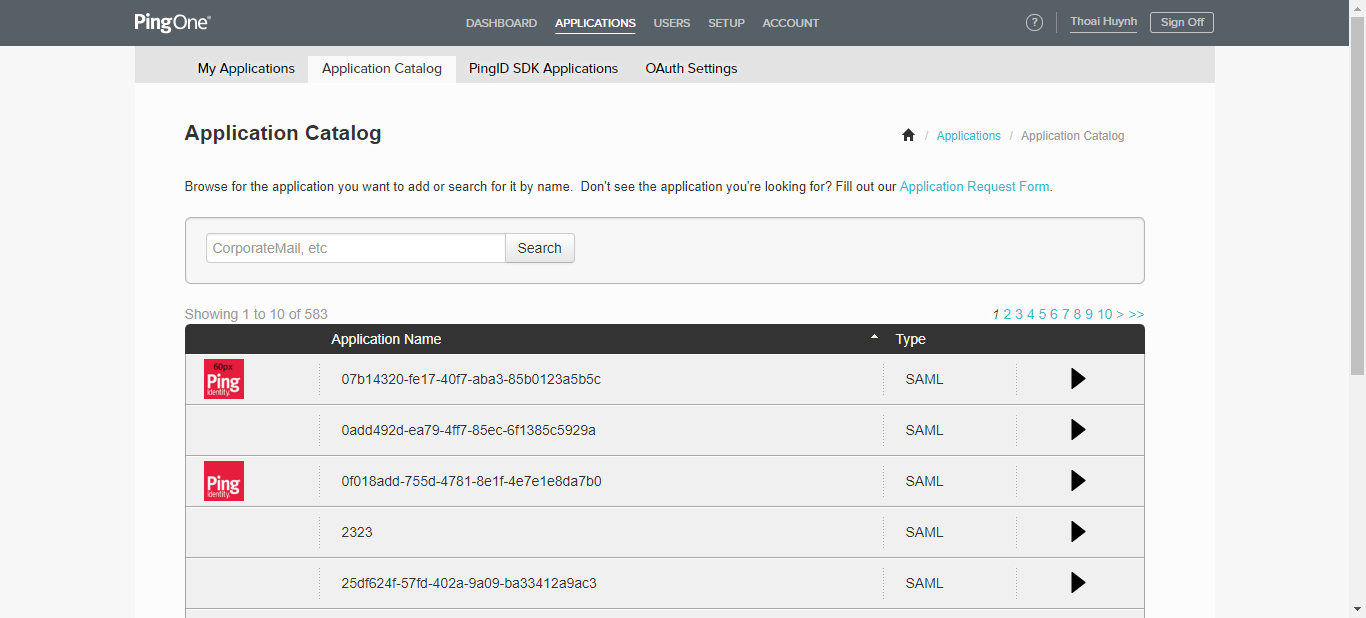 PingOne®
DASHBOARD APPLICATIONS USERS SETUP ACCOUNT
? Thoai Huynh Sign Off
My Applications Application Catalog PingID SDK Applications OAuth Settings
Application Catalog
/ Applications / Application Catalog
Browse for the application you want to add or search for it by name. Don't see the application you're looking for? Fill out our Application Request Form.
CorporateMail, etc Search
Showing 1 to 10 of 583
1 2 3 4 5 6 7 8 9 10 > >>
Application Name Type
60px
Ping
Identity.
07b14320-fe17-40f7-aba3-85b0123a5b5c SAML
0add492d-ea79-4ff7-85ec-6f1385c5929a SAML
Ping
Identity.
0f018add-755d-4781-8e1f-4e7e1e8da7b0 SAML
2323 SAML
25df624f-57fd-402a-9a09-ba33412a9ac3 SAML